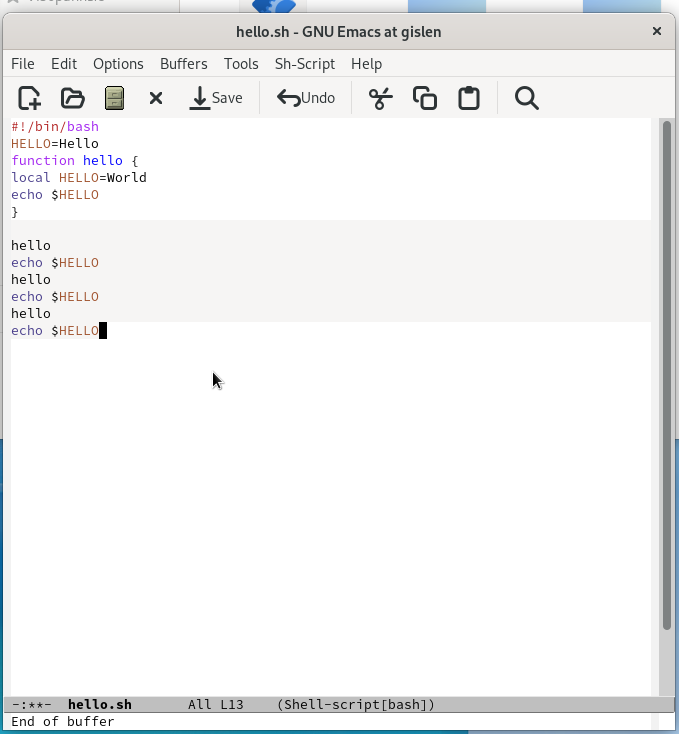 hello.sh - GNU Emacs at gislen
File Edit Options Buffers Tools Sh-Script Help
Save Undo
#!/bin/bash
HELLO=Hello
function hello {
local HELLO=World
echo $HELLO
}
hello
echo $HELLO
hello
echo $HELLO
hello
echo $HELLO
-:**- hello.sh All L13 (Shell-script[bash])
End of buffer